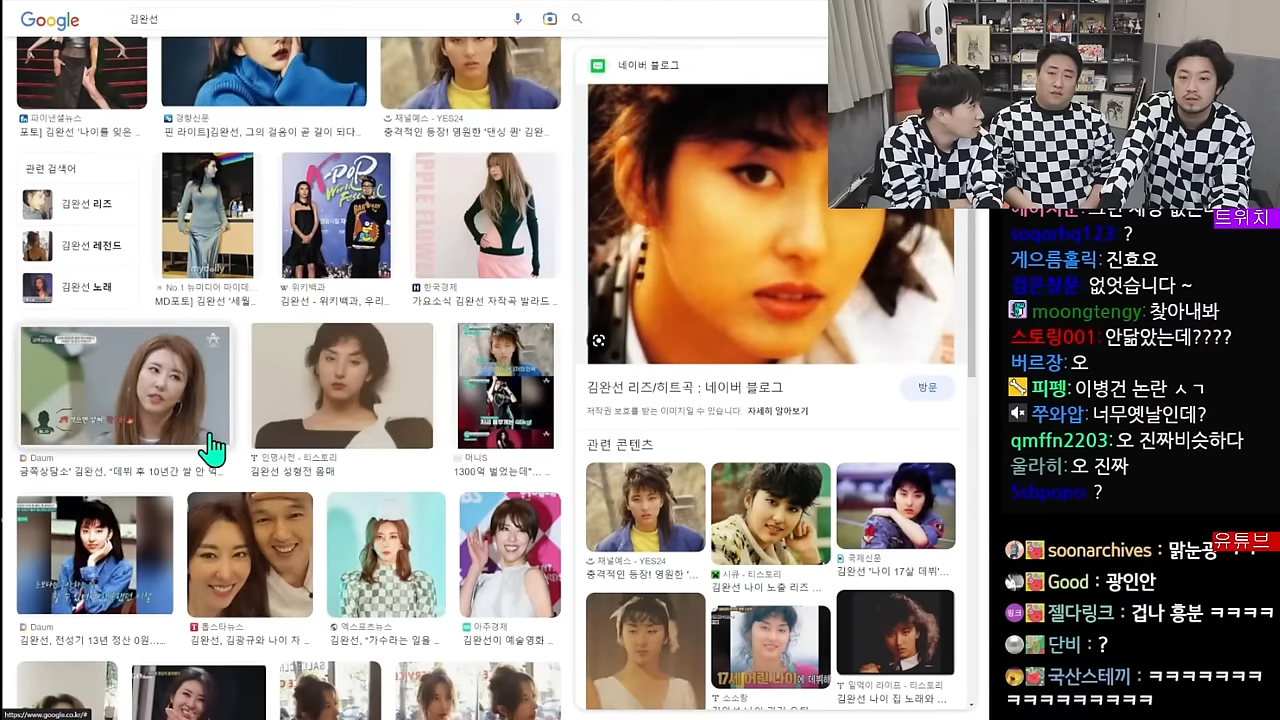 Google
김완선
파이낸셜뉴스
포토] 김완선 '나이를 잊은 ..
경향신문
핀 라이트]김완선, 그의 걸음이 곧 길이 되다...
채널예스 - YES24
충격적인 등장! 영원한 '댄싱 퀸' 김완..
관련 검색어
김완선 리즈
김완선 레전드
김완선 노래
mydaily
No.1 뉴미디어 마이데...
MD포토] 김완선 '세월..
K-POP
위키백과
김완선 - 위키백과, 우리...
APPLE FLOWER
한국경제
가요소식 김완선 자작곡 발라드 ..
Daum
금쪽상담소' 김완선, "데뷔 후 10년간 쌀 안 먹...
인명사전 - 티스토리
김완선 성형전 몸매
머니S
1300억 벌었는데"... ..
Daum
김완선, 전성기 13년 정산 0원.....
톱스타뉴스
김완선, 김광규와 나이 차 ..
엑스포츠뉴스
김완선, "가수라는 일을 ..
아주경제
김완선이 예술영화 ..
https://www.google.co.kr/#
네이버 블로그
김완선 리즈/히트곡 : 네이버 블로그
방문
저작권 보호를 받는 이미지일 수 있습니다. 자세히 알아보기
관련 콘텐츠
채널예스 - YES24
충격적인 등장! 영원한 '...
시큐 - 티스토리
김완선 나이 노출 리즈 ...
국제신문
김완선 '나이 17살 데뷔'...
17세 어린 나이에 데뷔해
소소랑
일억이 라이프 - 티스토리
김완선 나이 집 노래와 ...
트위치
soqorhq123: ?
게으름홀릭: 진효요
검은청문: 없엇습니다 ~
moongtengy: 찾아내봐
스토링001: 안닮았는데????
버르장: 오
피펭: 이병건 논란 ㅅㄱ
쭈와압: 너무옛날인데?
qmffn2203: 오 진짜비슷하다
울라히: 오 진짜
Ssbpopo: ?
유튜브
soonarchives : 맑눈광
Good : 광인안
젤다링크 : 겁나 흥분 ㅋㅋㅋㅋ
단비 : ?
국산스테끼 : ㅋㅋㅋㅋㅋㅋㅋ
ㅋㅋㅋㅋㅋㅋㅋㅋㅋ